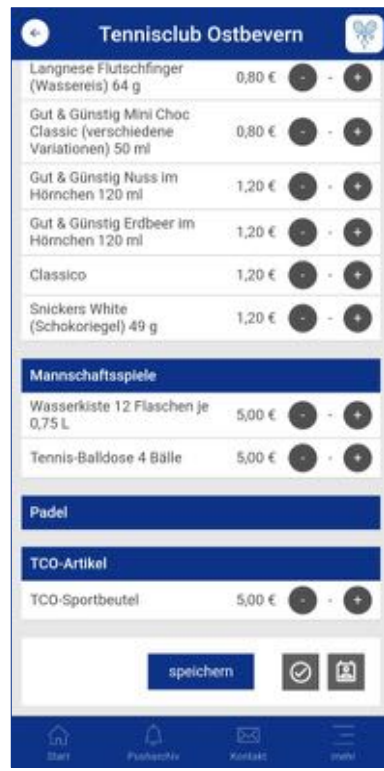 Tennisclub Ostbevern
Langnese Flutschfinger
(Wassereis) 64 g
0,80 € - - +
Gut & Günstig Mini Choc
Classic (verschiedene
Variationen) 50 ml
0,80 € - - +
Gut & Günstig Nuss im
Hörnchen 120 ml
1,20 € - - +
Gut & Günstig Erdbeer im
Hörnchen 120 ml
1,20 € - - +
Classico 1,20 € - - +
Snickers White
(Schokoriegel) 49 g
1,20 € - - +
Mannschaftsspiele
Wasserkiste 12 Flaschen je
0,75 L
5,00 € - - +
Tennis-Balldose 4 Bälle 5,00 € - - +
Padel
TCO-Artikel
TCO-Sportbeutel 5,00 € - - +
speichern
Start Pusharchiv Kontakt mehr